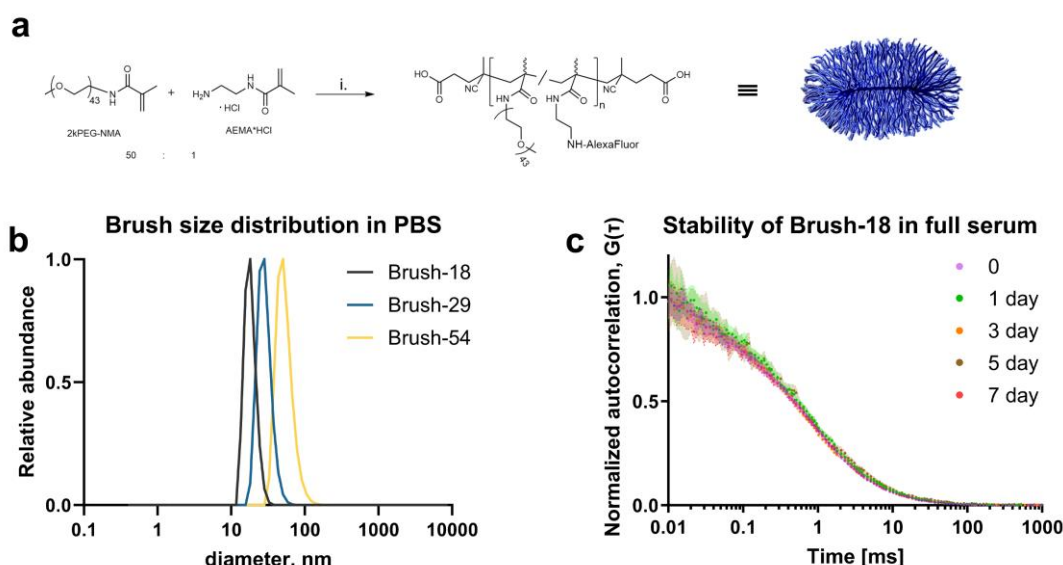 a
O
43
N
H
O
+
H₂N
· HCl
H
N
O
i.
2kPEG-NMA
AEMA*HCl
50 : 1
HO
O
NC
HN
O
O
43
HN
O
n
NH-AlexaFluor
NC
OH
O
≡
b
Brush size distribution in PBS
Relative abundance
1.0
0.5
0.0
Brush-18
Brush-29
Brush-54
0.1 1 10 100 1000 10000
diameter, nm
c
Stability of Brush-18 in full serum
Normalized autocorrelation, G(τ)
1.0
0.5
0.0
0
1 day
3 day
5 day
7 day
0.01 0.1 1 10 100 1000
Time [ms]